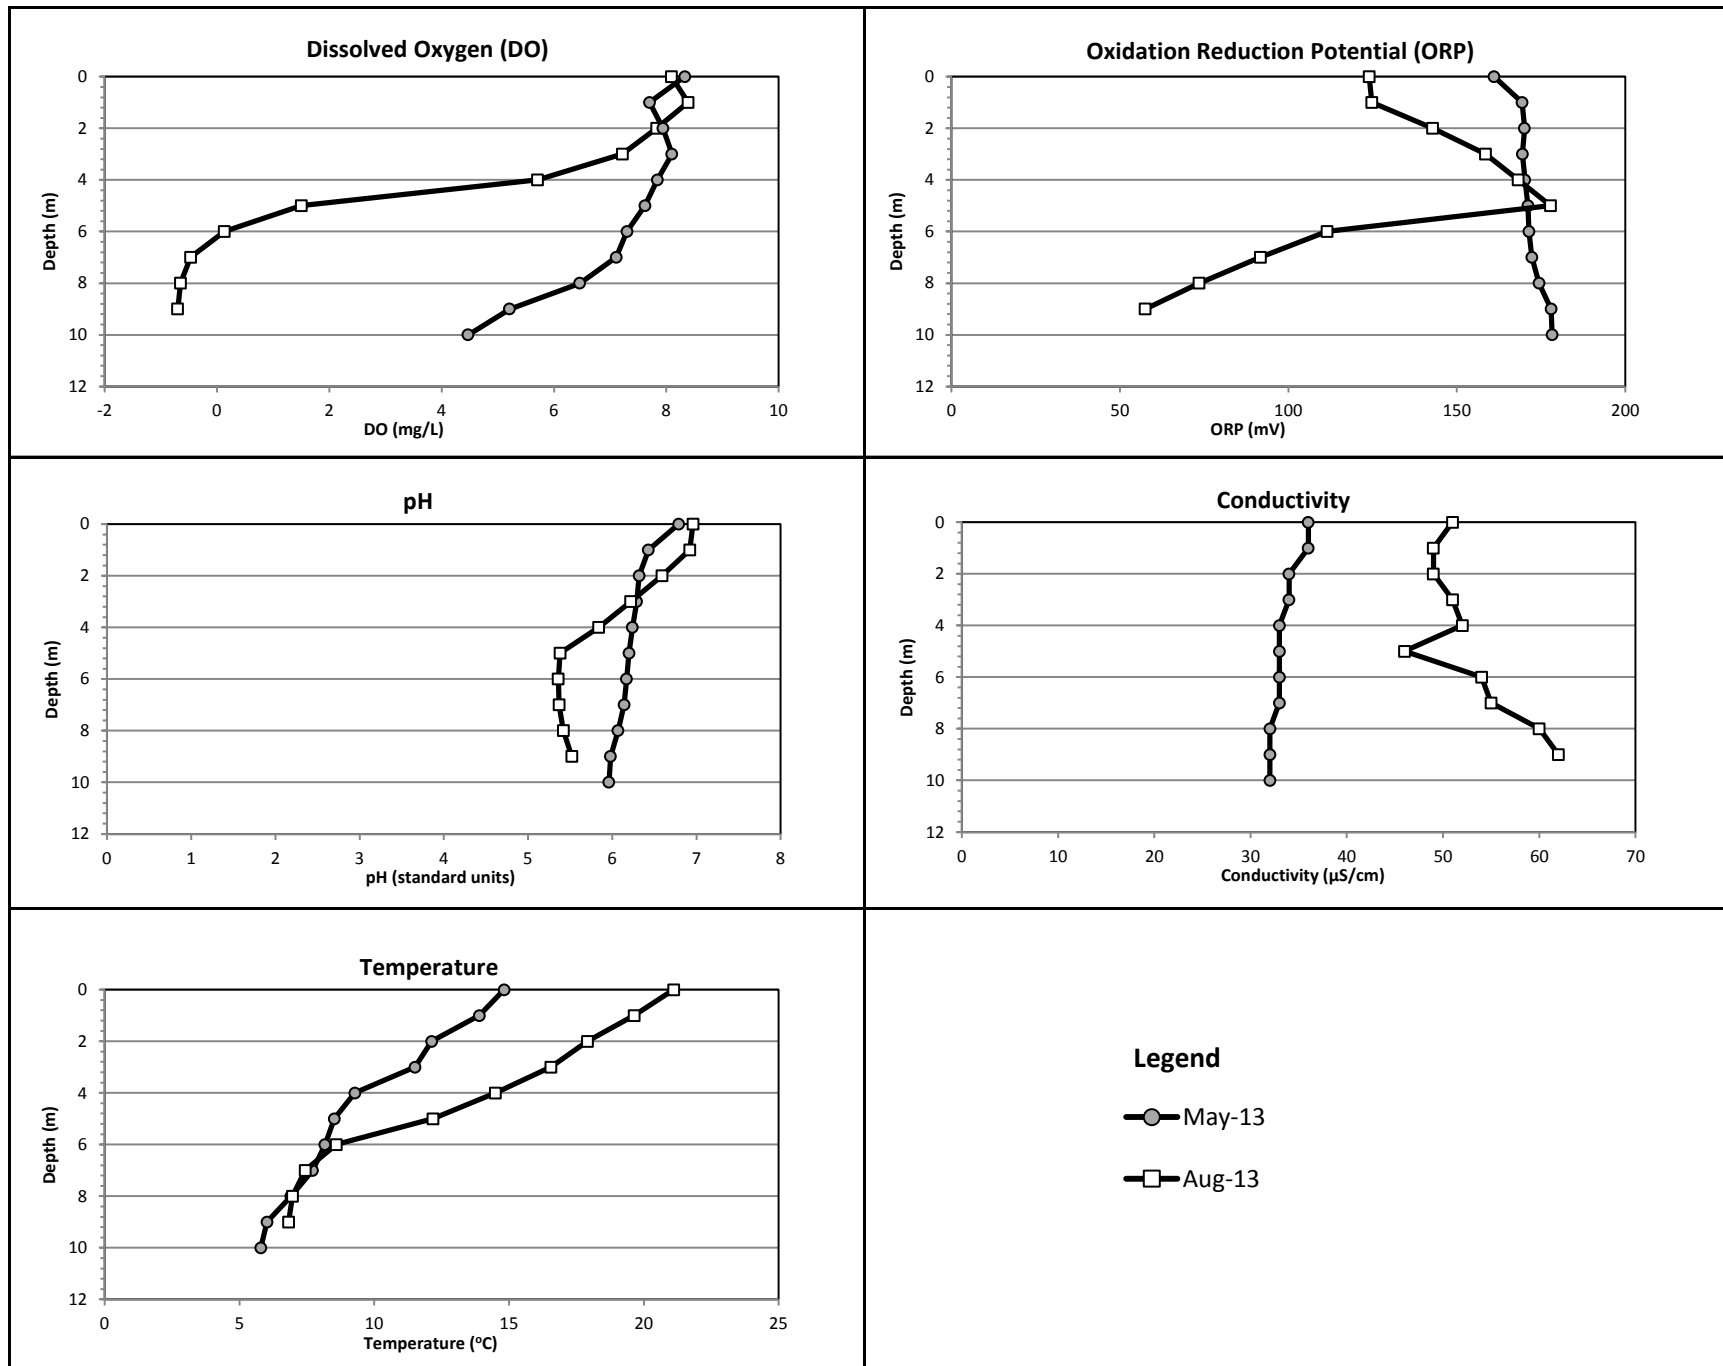 Dissolved Oxygen (DO)
0
2
4
6
8
10
12
Depth (m)
-2 0 2 4 6 8 10
DO (mg/L)
Oxidation Reduction Potential (ORP)
0
2
4
6
8
10
12
Depth (m)
0 50 100 150 200
ORP (mV)
pH
0
2
4
6
8
10
12
Depth (m)
0 1 2 3 4 5 6 7 8
pH (standard units)
Conductivity
0
2
4
6
8
10
12
Depth (m)
0 10 20 30 40 50 60 70
Conductivity (µS/cm)
Temperature
0
2
4
6
8
10
12
Depth (m)
0 5 10 15 20 25
Temperature (°C)
Legend
May-13
Aug-13